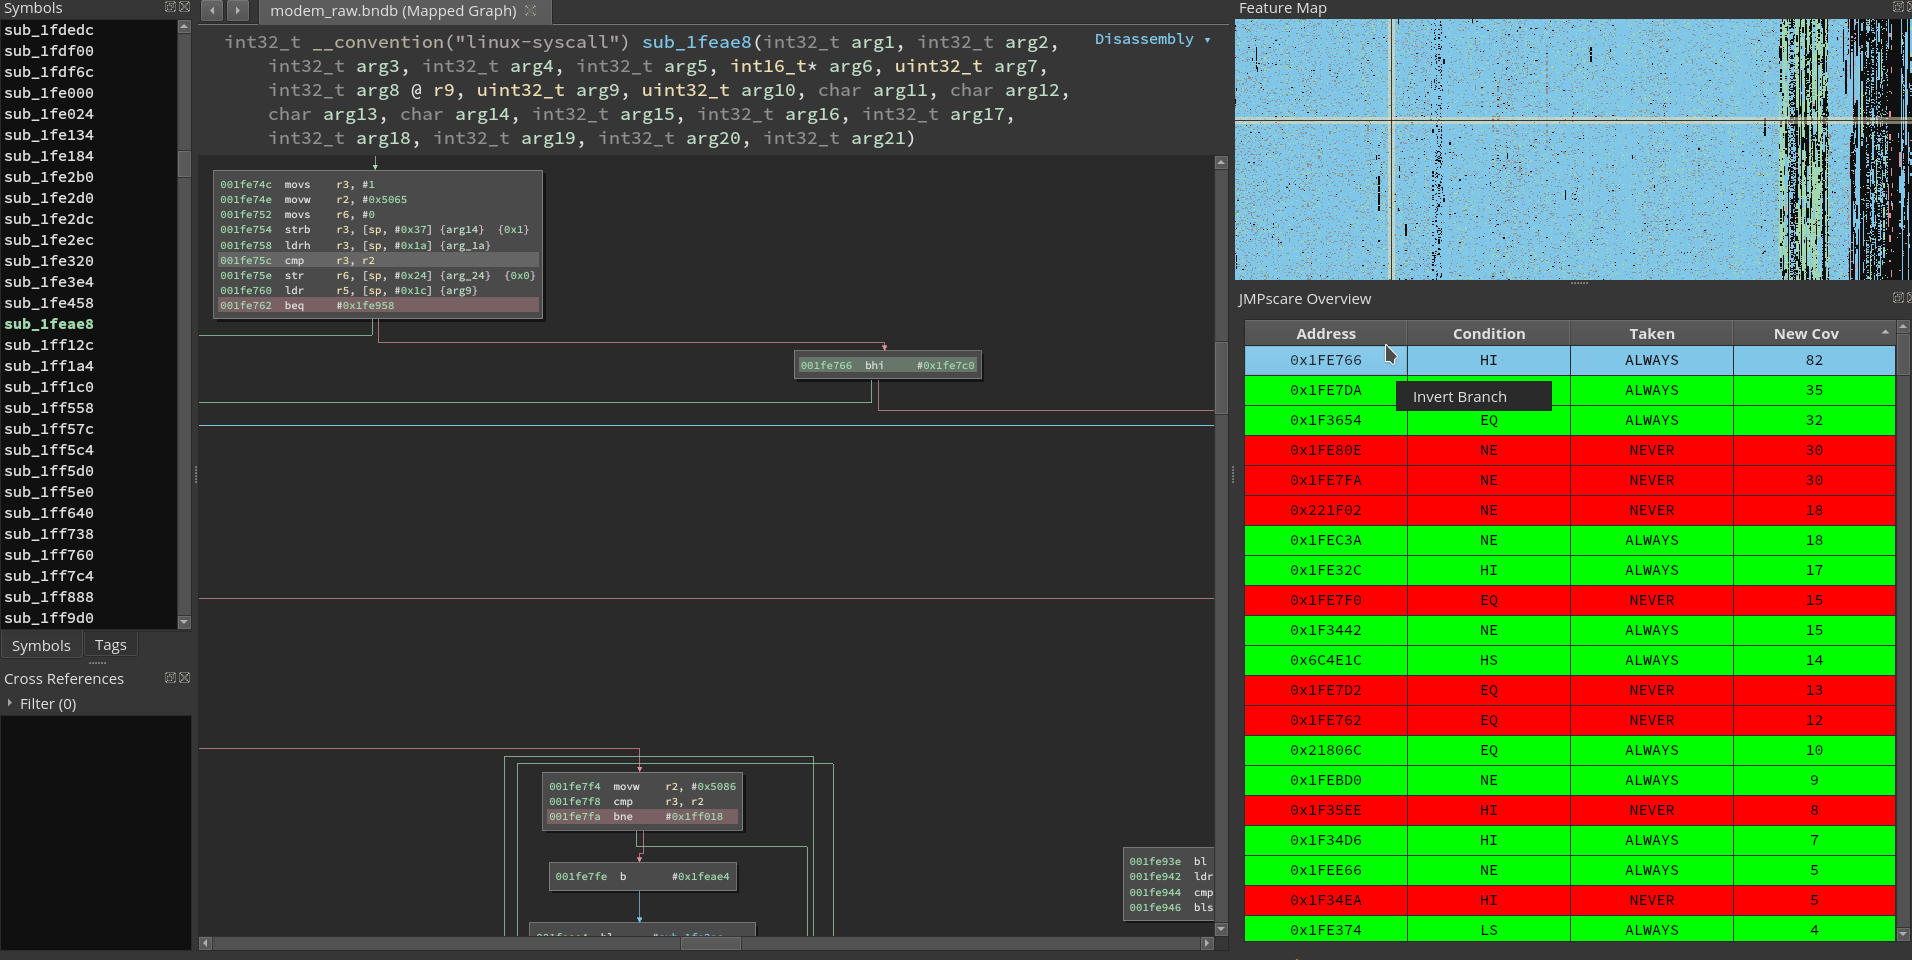 Symbols
sub_1fdedc
sub_1fdf00
sub_1fdf6c
sub_1fe000
sub_1fe024
sub_1fe134
sub_1fe184
sub_1fe2b0
sub_1fe2d0
sub_1fe2dc
sub_1fe2ec
sub_1fe320
sub_1fe3e4
sub_1fe458
sub_1feae8
sub_1ff12c
sub_1ff1a4
sub_1ff1c0
sub_1ff558
sub_1ff57c
sub_1ff5c4
sub_1ff5d0
sub_1ff5e0
sub_1ff640
sub_1ff738
sub_1ff760
sub_1ff7c4
sub_1ff888
sub_1ff9d0
Symbols Tags
Cross References
Filter (0)
modem_raw.bndb (Mapped Graph)
Disassembly
int32_t __convention("linux-syscall") sub_1feae8(int32_t arg1, int32_t arg2,
int32_t arg3, int32_t arg4, int32_t arg5, int16_t* arg6, uint32_t arg7,
int32_t arg8 @ r9, uint32_t arg9, uint32_t arg10, char arg11, char arg12,
char arg13, char arg14, int32_t arg15, int32_t arg16, int32_t arg17,
int32_t arg18, int32_t arg19, int32_t arg20, int32_t arg21)
001fe74c movs r3, #1
001fe74e movw r2, #0x5065
001fe752 movs r6, #0
001fe754 strb r3, [sp, #0x37] {arg14} {0x1}
001fe758 ldrh r3, [sp, #0x1a] {arg_1a}
001fe75c cmp r3, r2
001fe75e str r6, [sp, #0x24] {arg_24} {0x0}
001fe760 ldr r5, [sp, #0x1c] {arg9}
001fe762 beq #0x1fe958
001fe766 bhi #0x1fe7c0
001fe7f4 movw r2, #0x5086
001fe7f8 cmp r3, r2
001fe7fa bne #0x1ff018
001fe7fe b #0x1feae4
001fe93e bl
001fe942 ldr
001fe944 cmp
001fe946 bls
Feature Map
JMPscare Overview
Address Condition Taken New Cov
0x1FE766 HI ALWAYS 82
0x1FE7DA ALWAYS 35
Invert Branch
0x1F3654 EQ ALWAYS 32
0x1FE80E NE NEVER 30
0x1FE7FA NE NEVER 30
0x221F02 NE NEVER 18
0x1FEC3A NE ALWAYS 18
0x1FE32C HI ALWAYS 17
0x1FE7F0 EQ NEVER 15
0x1F3442 NE ALWAYS 15
0x6C4E1C HS ALWAYS 14
0x1FE7D2 EQ NEVER 13
0x1FE762 EQ NEVER 12
0x21806C EQ ALWAYS 10
0x1FEBD0 NE ALWAYS 9
0x1F35EE HI NEVER 8
0x1F34D6 HI ALWAYS 7
0x1FEE66 NE ALWAYS 5
0x1F34EA HI NEVER 5
0x1FE374 LS ALWAYS 4